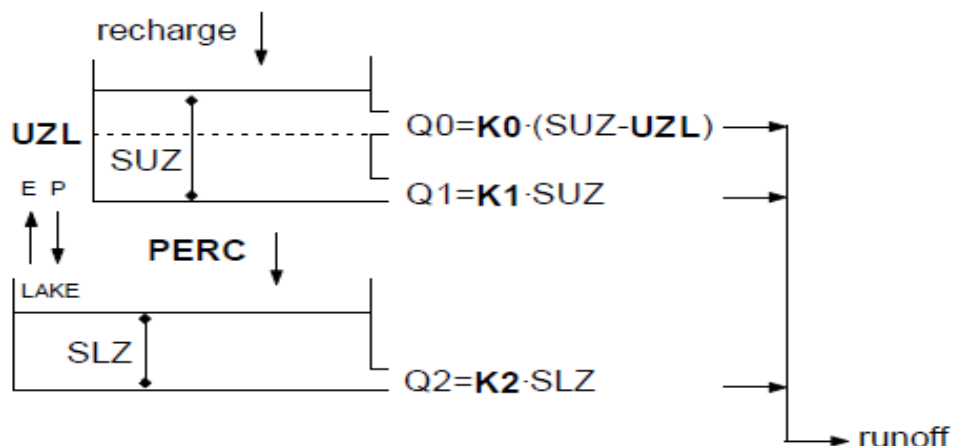 recharge
Q0=K0·(SUZ-UZL)
UZL
SUZ
E P
Q1=K1·SUZ
PERC
LAKE
SLZ
Q2=K2·SLZ
runoff